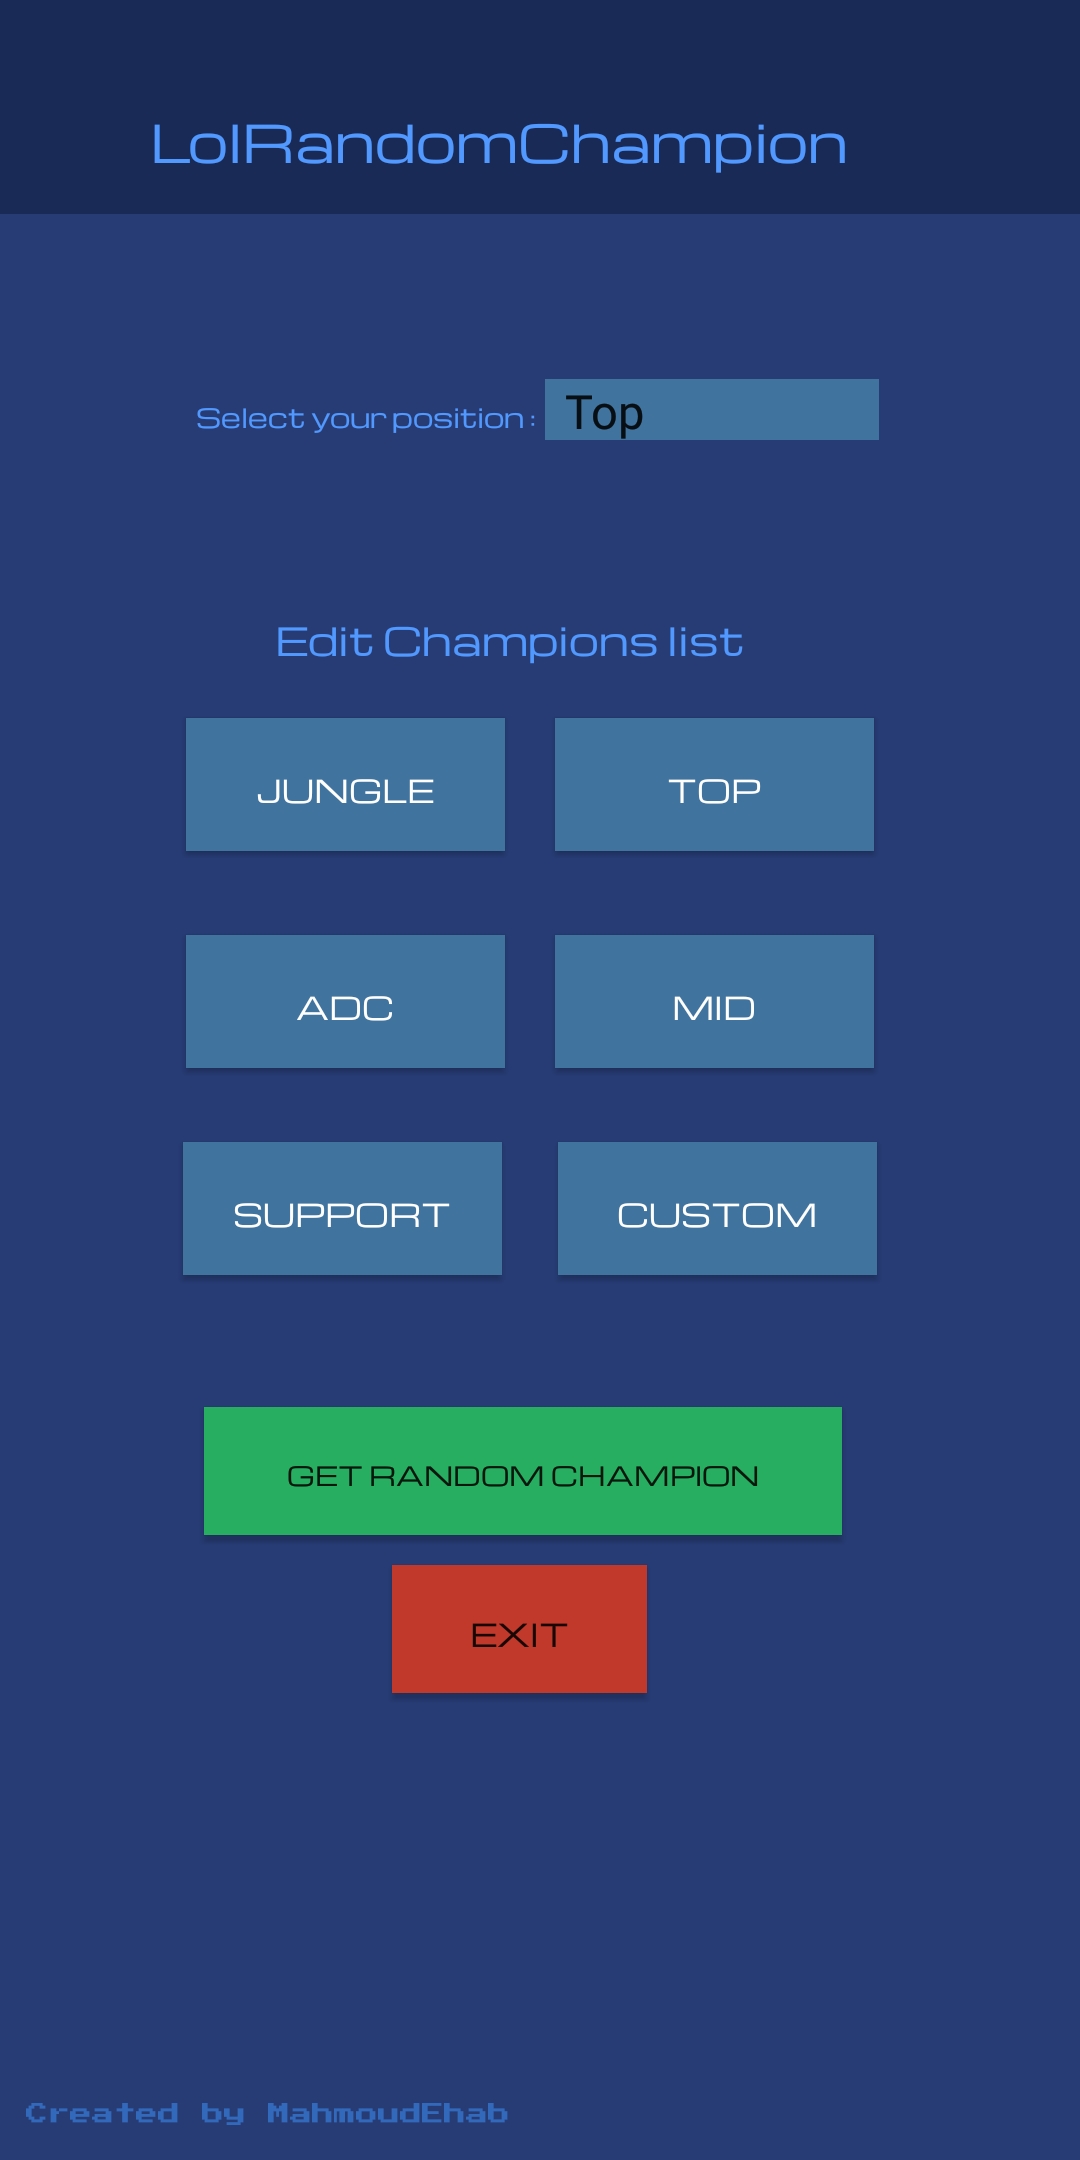 LolRandomChampion
Select your position : Top
Edit Champions list
JUNGLE TOP
ADC MID
SUPPORT CUSTOM
GET RANDOM CHAMPION
EXIT
Created by MahmoudEhab